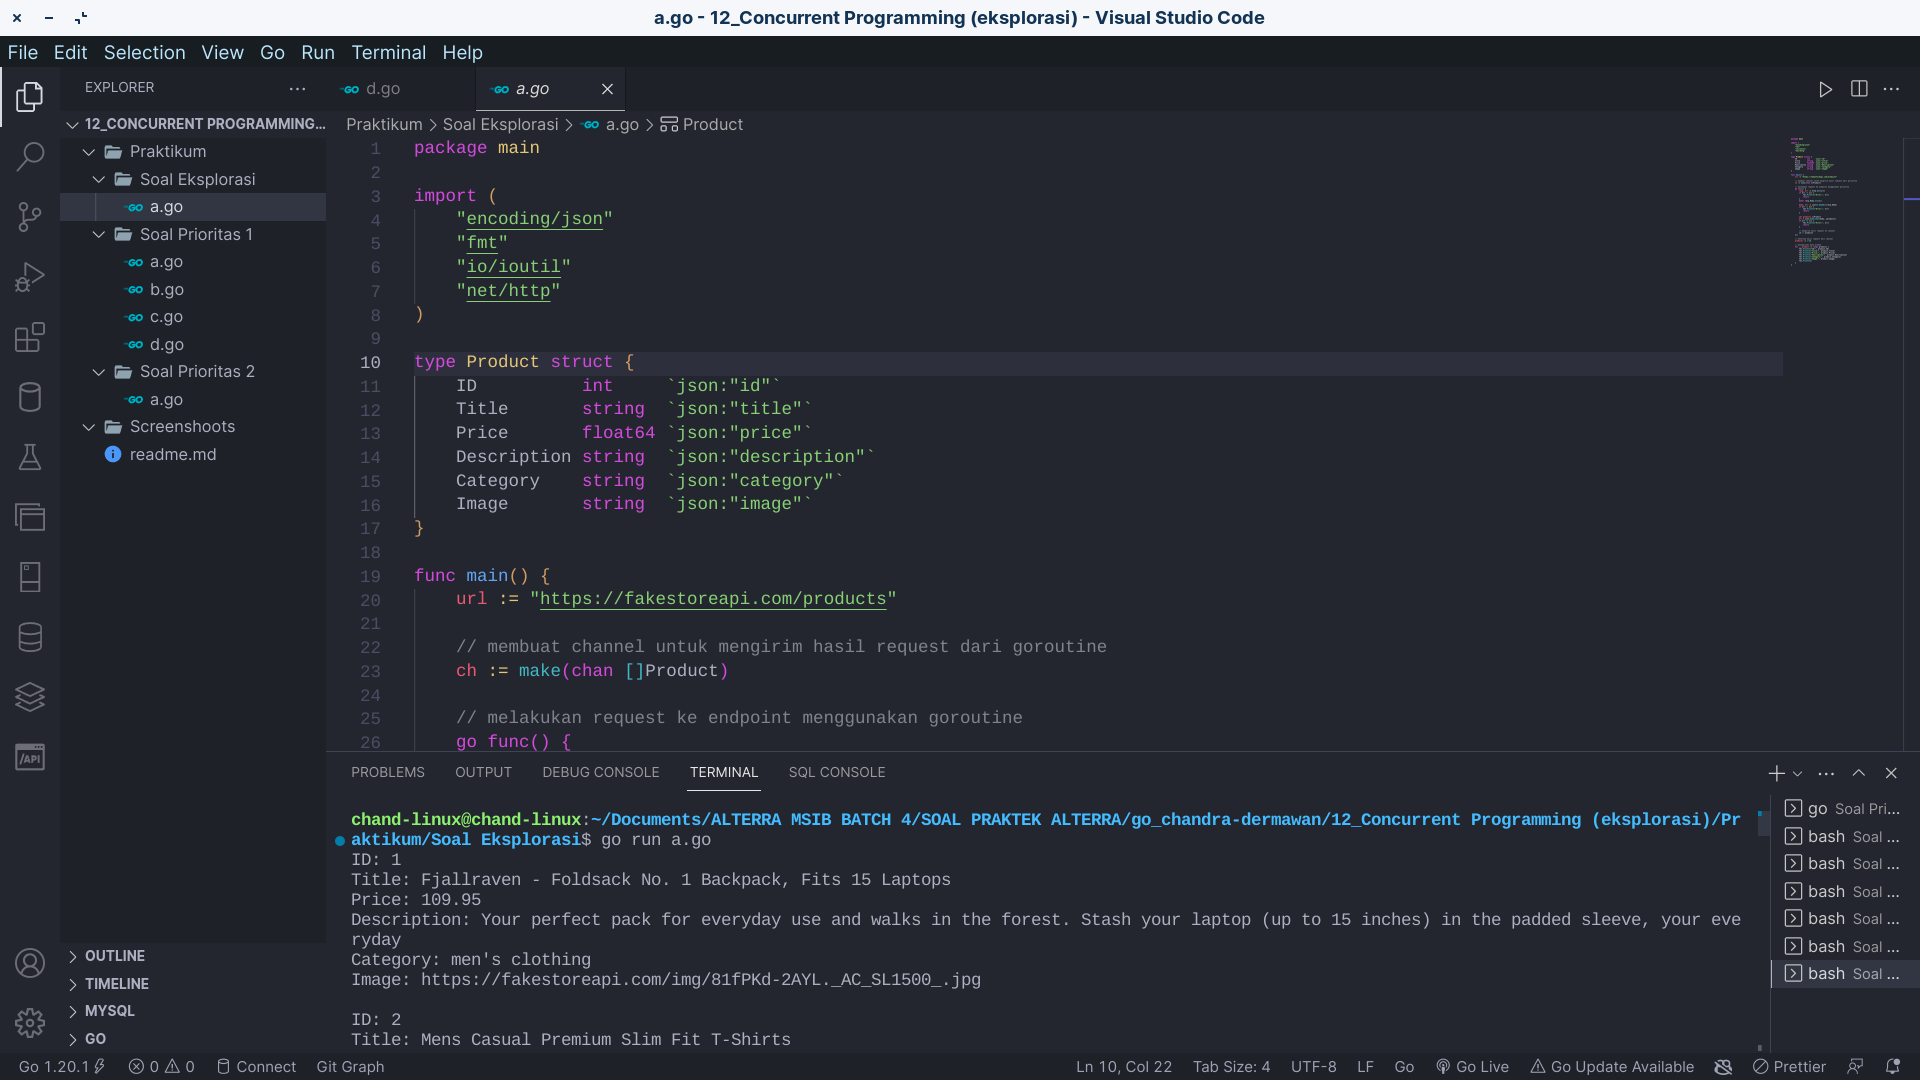 a.go - 12_Concurrent Programming (eksplorasi) - Visual Studio Code
File Edit Selection View Go Run Terminal Help
EXPLORER
12_CONCURRENT PROGRAMMING...
Praktikum
Soal Eksplorasi
a.go
Soal Prioritas 1
a.go
b.go
c.go
d.go
Soal Prioritas 2
a.go
Screenshoots
readme.md
OUTLINE
TIMELINE
MYSQL
GO
/API
GO d.go
GO a.go
Praktikum > Soal Eksplorasi > GO a.go > Product
1 package main
2
3 import (
4 "encoding/json"
5 "fmt"
6 "io/ioutil"
7 "net/http"
8 )
9
10 type Product struct {
11 ID int `json:"id"`
12 Title string `json:"title"`
13 Price float64 `json:"price"`
14 Description string `json:"description"`
15 Category string `json:"category"`
16 Image string `json:"image"`
17 }
18
19 func main() {
20 url := "https://fakestoreapi.com/products"
21
22 // membuat channel untuk mengirim hasil request dari goroutine
23 ch := make(chan []Product)
24
25 // melakukan request ke endpoint menggunakan goroutine
26 go func() {
PROBLEMS OUTPUT DEBUG CONSOLE TERMINAL SQL CONSOLE
chand-linux@chand-linux:~/Documents/ALTERRA MSIB BATCH 4/SOAL PRAKTEK ALTERRA/go_chandra-dermawan/12_Concurrent Programming (eksplorasi)/Pr
aktikum/Soal Eksplorasi$ go run a.go
ID: 1
Title: Fjallraven - Foldsack No. 1 Backpack, Fits 15 Laptops
Price: 109.95
Description: Your perfect pack for everyday use and walks in the forest. Stash your laptop (up to 15 inches) in the padded sleeve, your eve
ryday
Category: men's clothing
Image: https://fakestoreapi.com/img/81fPKd-2AYL._AC_SL1500_.jpg

ID: 2
Title: Mens Casual Premium Slim Fit T-Shirts
go Soal Pri...
bash Soal ...
bash Soal ...
bash Soal ...
bash Soal ...
bash Soal ...
bash Soal ...
Go 1.20.1 0 0 Connect Git Graph Ln 10, Col 22 Tab Size: 4 UTF-8 LF Go Go Live Go Update Available Prettier